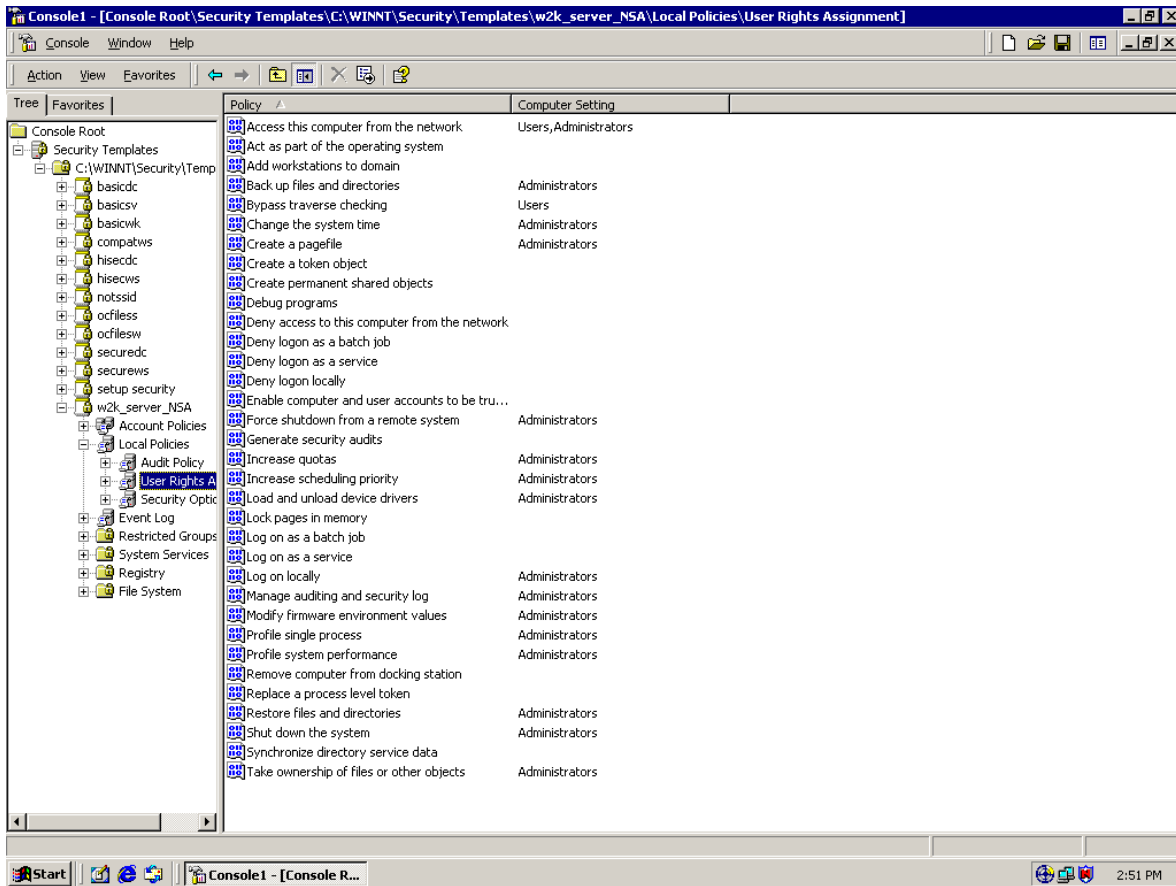 Console1 - [Console Root\Security Templates\C:\WINNT\Security\Templates\w2k_server_NSA\Local Policies\User Rights Assignment]
Console Window Help
Action View Favorites
Tree Favorites
Policy Computer Setting
Console Root
Security Templates
C:\WINNT\Security\Temp
basicdc
basicsv
basicwk
compatws
hisecdc
hisecws
notssid
ocfiless
ocfilesw
securedc
securews
setup security
w2k_server_NSA
Account Policies
Local Policies
Audit Policy
User Rights A
Security Optic
Event Log
Restricted Groups
System Services
Registry
File System
Access this computer from the network Users,Administrators
Act as part of the operating system
Add workstations to domain
Back up files and directories Administrators
Bypass traverse checking Users
Change the system time Administrators
Create a pagefile Administrators
Create a token object
Create permanent shared objects
Debug programs
Deny access to this computer from the network
Deny logon as a batch job
Deny logon as a service
Deny logon locally
Enable computer and user accounts to be tru...
Force shutdown from a remote system Administrators
Generate security audits
Increase quotas Administrators
Increase scheduling priority Administrators
Load and unload device drivers Administrators
Lock pages in memory
Log on as a batch job
Log on as a service
Log on locally Administrators
Manage auditing and security log Administrators
Modify firmware environment values Administrators
Profile single process Administrators
Profile system performance Administrators
Remove computer from docking station
Replace a process level token
Restore files and directories Administrators
Shut down the system Administrators
Synchronize directory service data
Take ownership of files or other objects Administrators
Start Console1 - [Console R... 2:51 PM